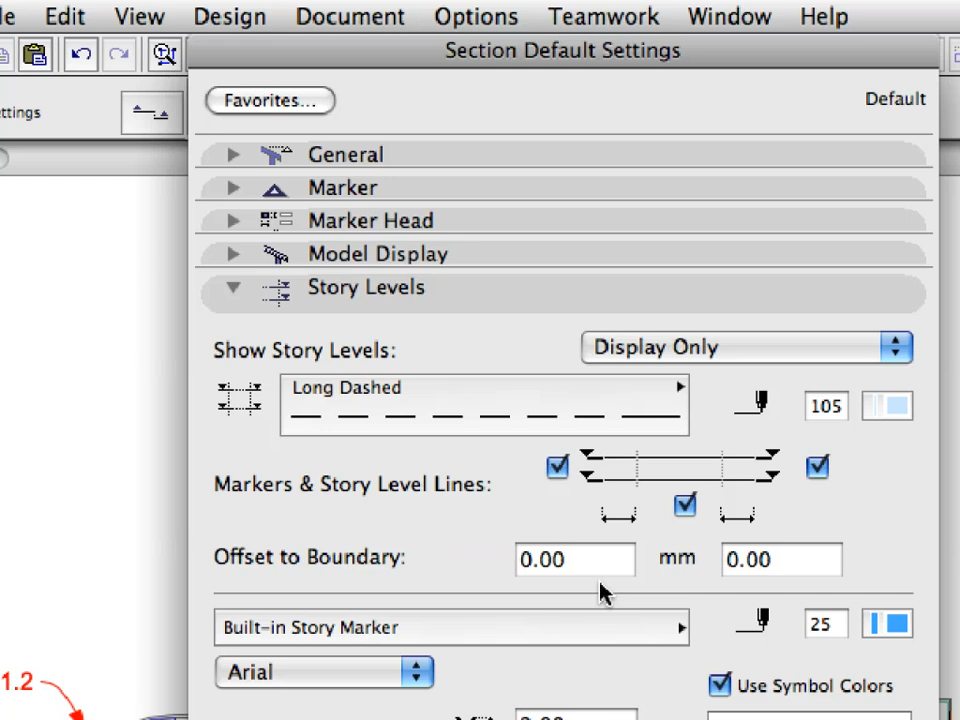 Edit View Design Document Options Teamwork Window Help
Section Default Settings
Favorites... Default
ettings
General
Marker
Marker Head
Model Display
Story Levels
Show Story Levels: Display Only
Long Dashed
105
Markers & Story Level Lines:
Offset to Boundary: 0.00 mm 0.00
Built-in Story Marker 25
Arial
1.2 Use Symbol Colors